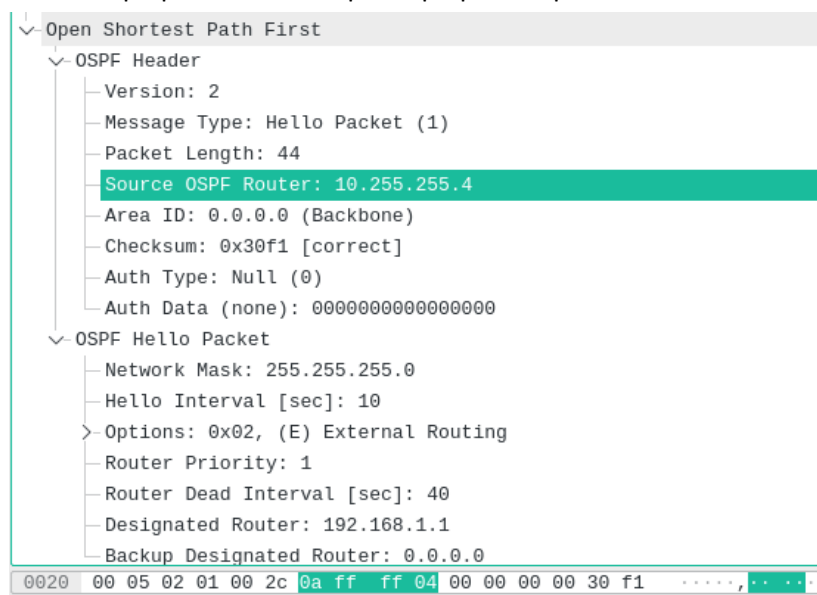 Open Shortest Path First
OSPF Header
Version: 2
Message Type: Hello Packet (1)
Packet Length: 44
Source OSPF Router: 10.255.255.4
Area ID: 0.0.0.0 (Backbone)
Checksum: 0x30f1 [correct]
Auth Type: Null (0)
Auth Data (none): 0000000000000000
OSPF Hello Packet
Network Mask: 255.255.255.0
Hello Interval [sec]: 10
Options: 0x02, (E) External Routing
Router Priority: 1
Router Dead Interval [sec]: 40
Designated Router: 192.168.1.1
Backup Designated Router: 0.0.0.0
0020 00 05 02 01 00 2c 0a ff ff 04 00 00 00 00 30 f1 ·····,·· ···